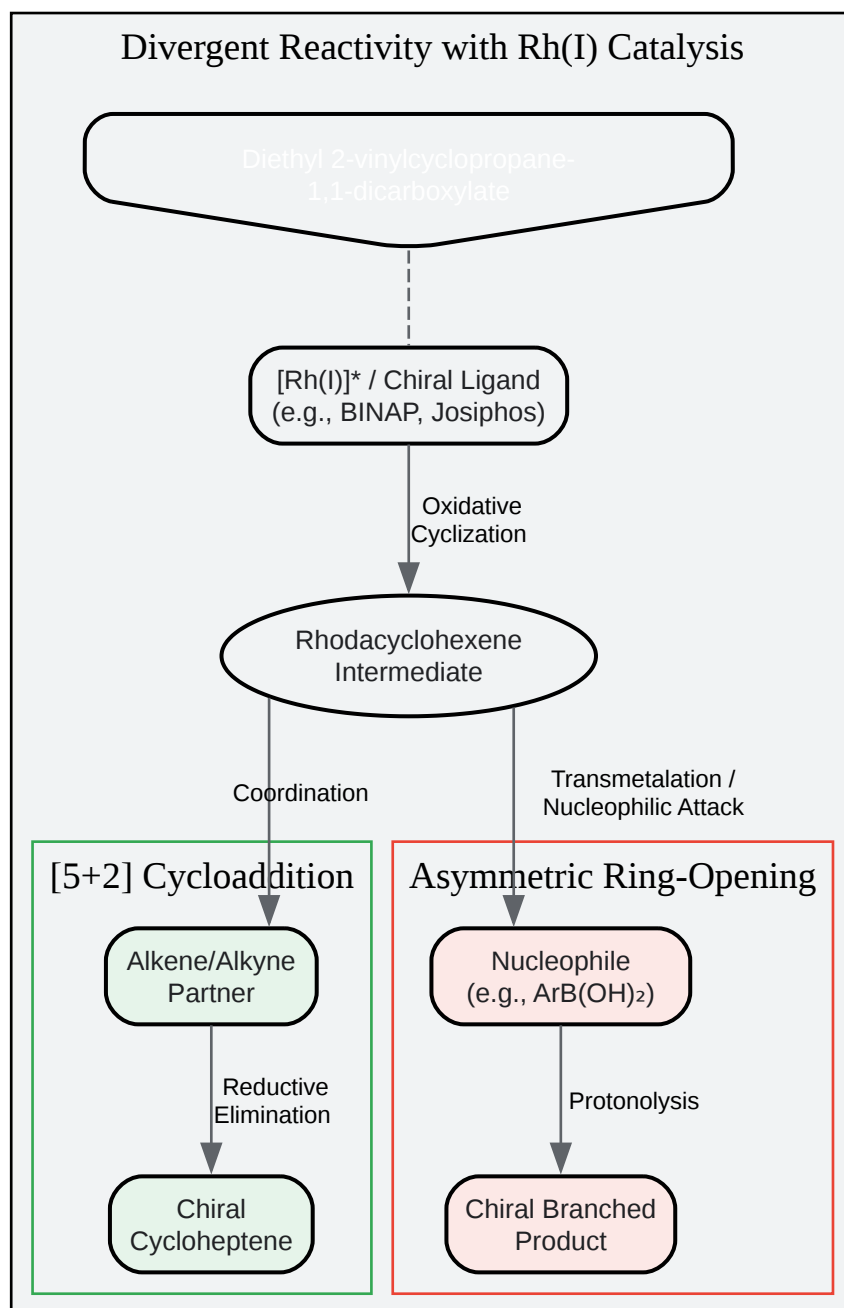 Divergent Reactivity with Rh(I) Catalysis
Diethyl 2-vinylcyclopropane-
1,1-dicarboxylate
[Rh(I)]* / Chiral Ligand
(e.g., BINAP, Josiphos)
Oxidative
Cyclization
Rhodacyclohexene
Intermediate
Coordination
Transmetalation /
Nucleophilic Attack
[5+2] Cycloaddition
Alkene/Alkyne
Partner
Reductive
Elimination
Chiral
Cycloheptene
Asymmetric Ring-Opening
Nucleophile
(e.g., ArB(OH)₂)
Protonolysis
Chiral Branched
Product